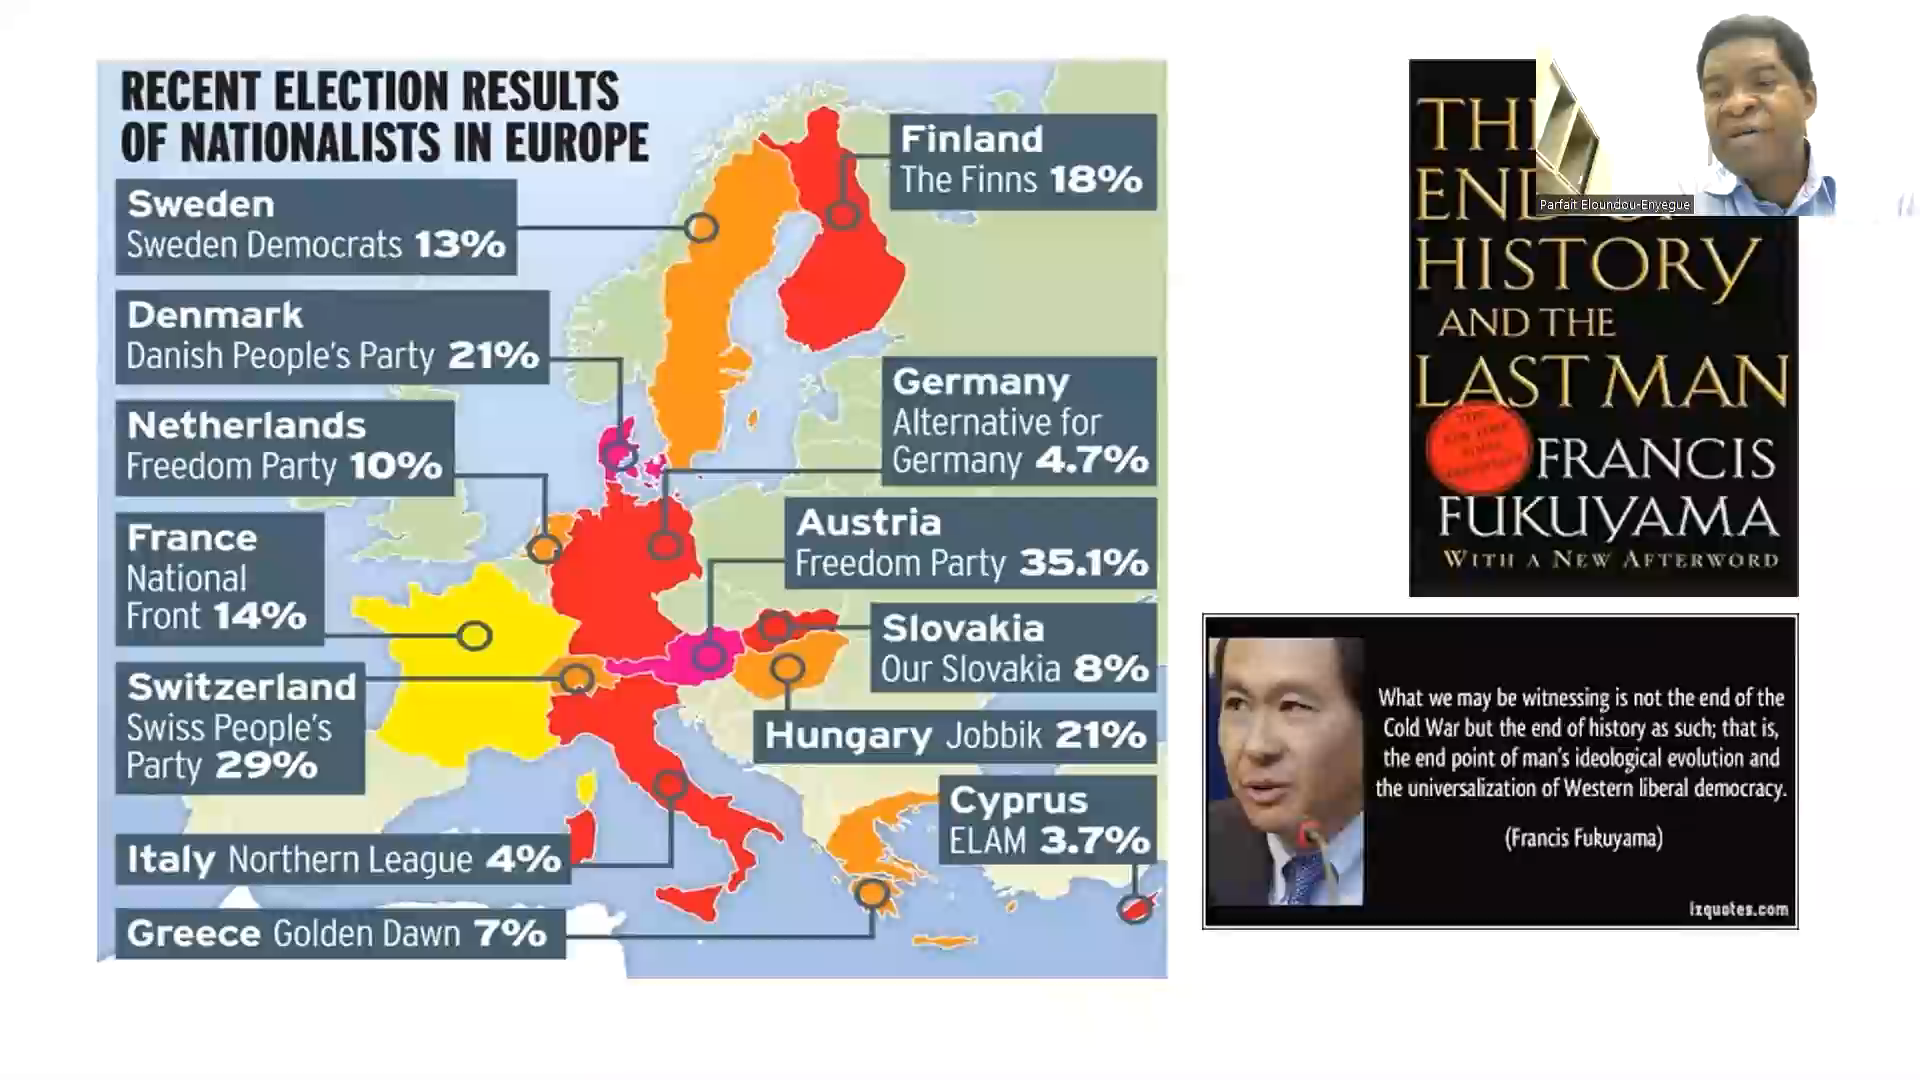 RECENT ELECTION RESULTS
OF NATIONALISTS IN EUROPE
Sweden
Sweden Democrats 13%
Denmark
Danish People's Party 21%
Netherlands
Freedom Party 10%
France
National
Front 14%
Switzerland
Swiss People's
Party 29%
Italy Northern League 4%
Greece Golden Dawn 7%
Finland
The Finns 18%
Germany
Alternative for
Germany 4.7%
Austria
Freedom Party 35.1%
Slovakia
Our Slovakia 8%
Hungary Jobbik 21%
Cyprus
ELAM 3.7%
Parfait Eloundou-Enyegue
HISTORY
AND THE
LAST MAN
FRANCIS
FUKUYAMA
WITH A NEW AFTERWORD
What we may be witnessing is not the end of the
Cold War but the end of history as such; that is,
the end point of man's ideological evolution and
the universalization of Western liberal democracy.
(Francis Fukuyama)
Izquotes.com